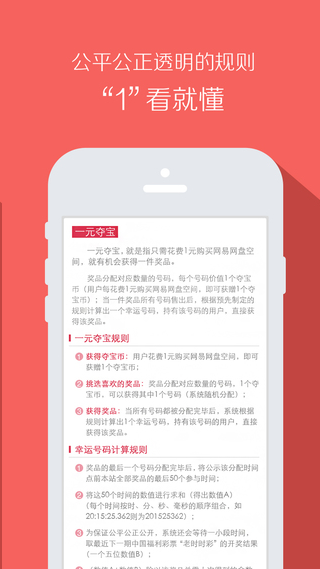 公平公正透明的规则
“1”看就懂
一元夺宝
一元夺宝，就是指只需花费1元购买网易网盘空
间，就有机会获得一件奖品。
奖品分配对应数量的号码，每个号码价值1个夺宝
币（用户每花费1元购买网易网盘空间，即可获赠1个夺
宝币）；当一件奖品所有号码售出后，根据预先制定的
规则计算出一个幸运号码，持有该号码的用户，直接获
得该奖品。
一元夺宝规则
① 获得夺宝币：用户花费1元购买网易网盘空间，即可
获赠1个夺宝币；
② 挑选喜欢的奖品：奖品分配对应数量的号码，1个夺
宝币，可以获得其中1个号码（系统随机分配）；
③ 获得奖品：当所有号码都被分配完毕后，系统根据
规则计算出1个幸运号码，持有该号码的用户，直接
获得该奖品。
幸运号码计算规则
① 奖品的最后一个号码分配完毕后，将公示该分配时间
点前本站全部奖品的最后50个参与时间；
② 将这50个时间的数值进行求和（得出数值A）
（每个时间按时、分、秒、毫秒的顺序组合，如
20:15:25.362则为201525362）；
③ 为保证公平公正公开，系统还会等待一小段时间，
取最近下一期中国福利彩票“老时时彩”的开奖结果
（一个五位数值B）；